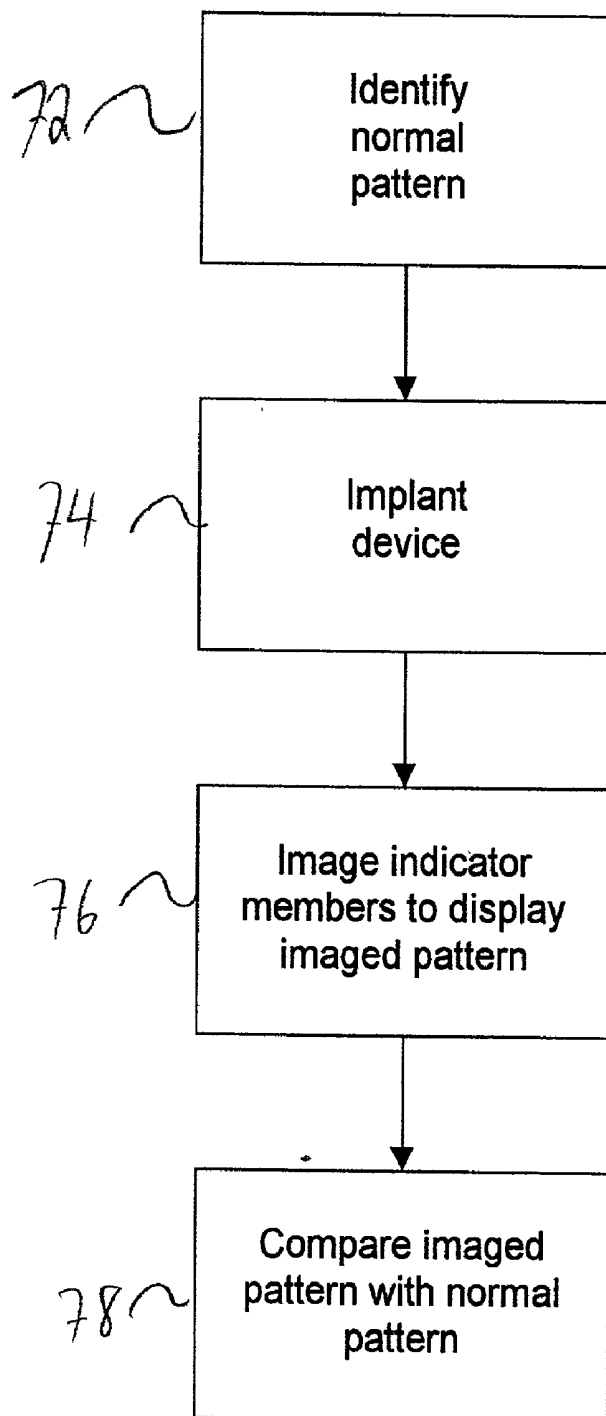 72
Identify
normal
pattern
74
Implant
device
76
Image indicator
members to display
imaged pattern
78
Compare imaged
pattern with normal
pattern